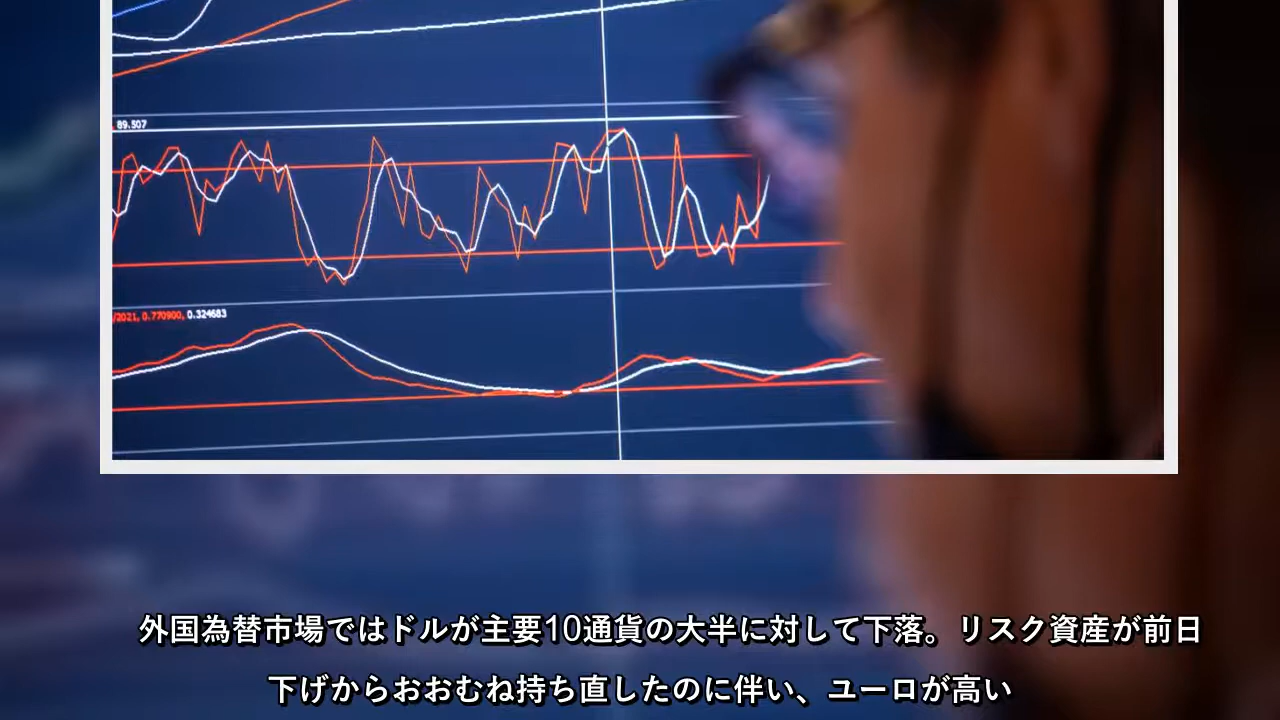 89.507
/2021, 0.770900, 0.324683
外国為替市場ではドルが主要10通貨の大半に対して下落。リスク資産が前日
下げからおおむね持ち直したのに伴い、ユーロが高い